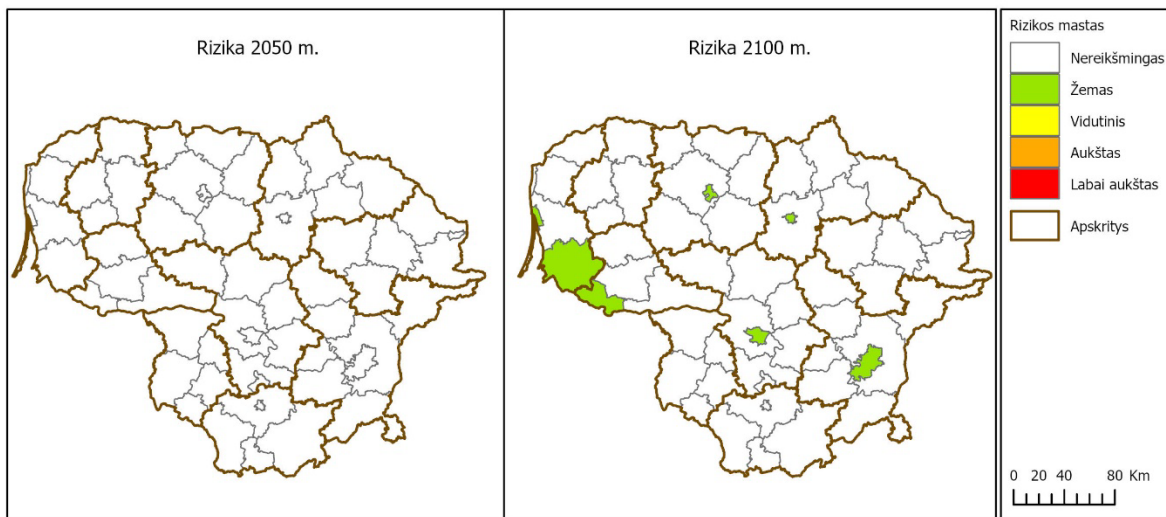 Rizika 2050 m.
Rizika 2100 m.
Rizikos mastas
Nereikšmingas
Žemas
Vidutinis
Aukštas
Labai aukštas
Apskritys
0 20 40 80 Km